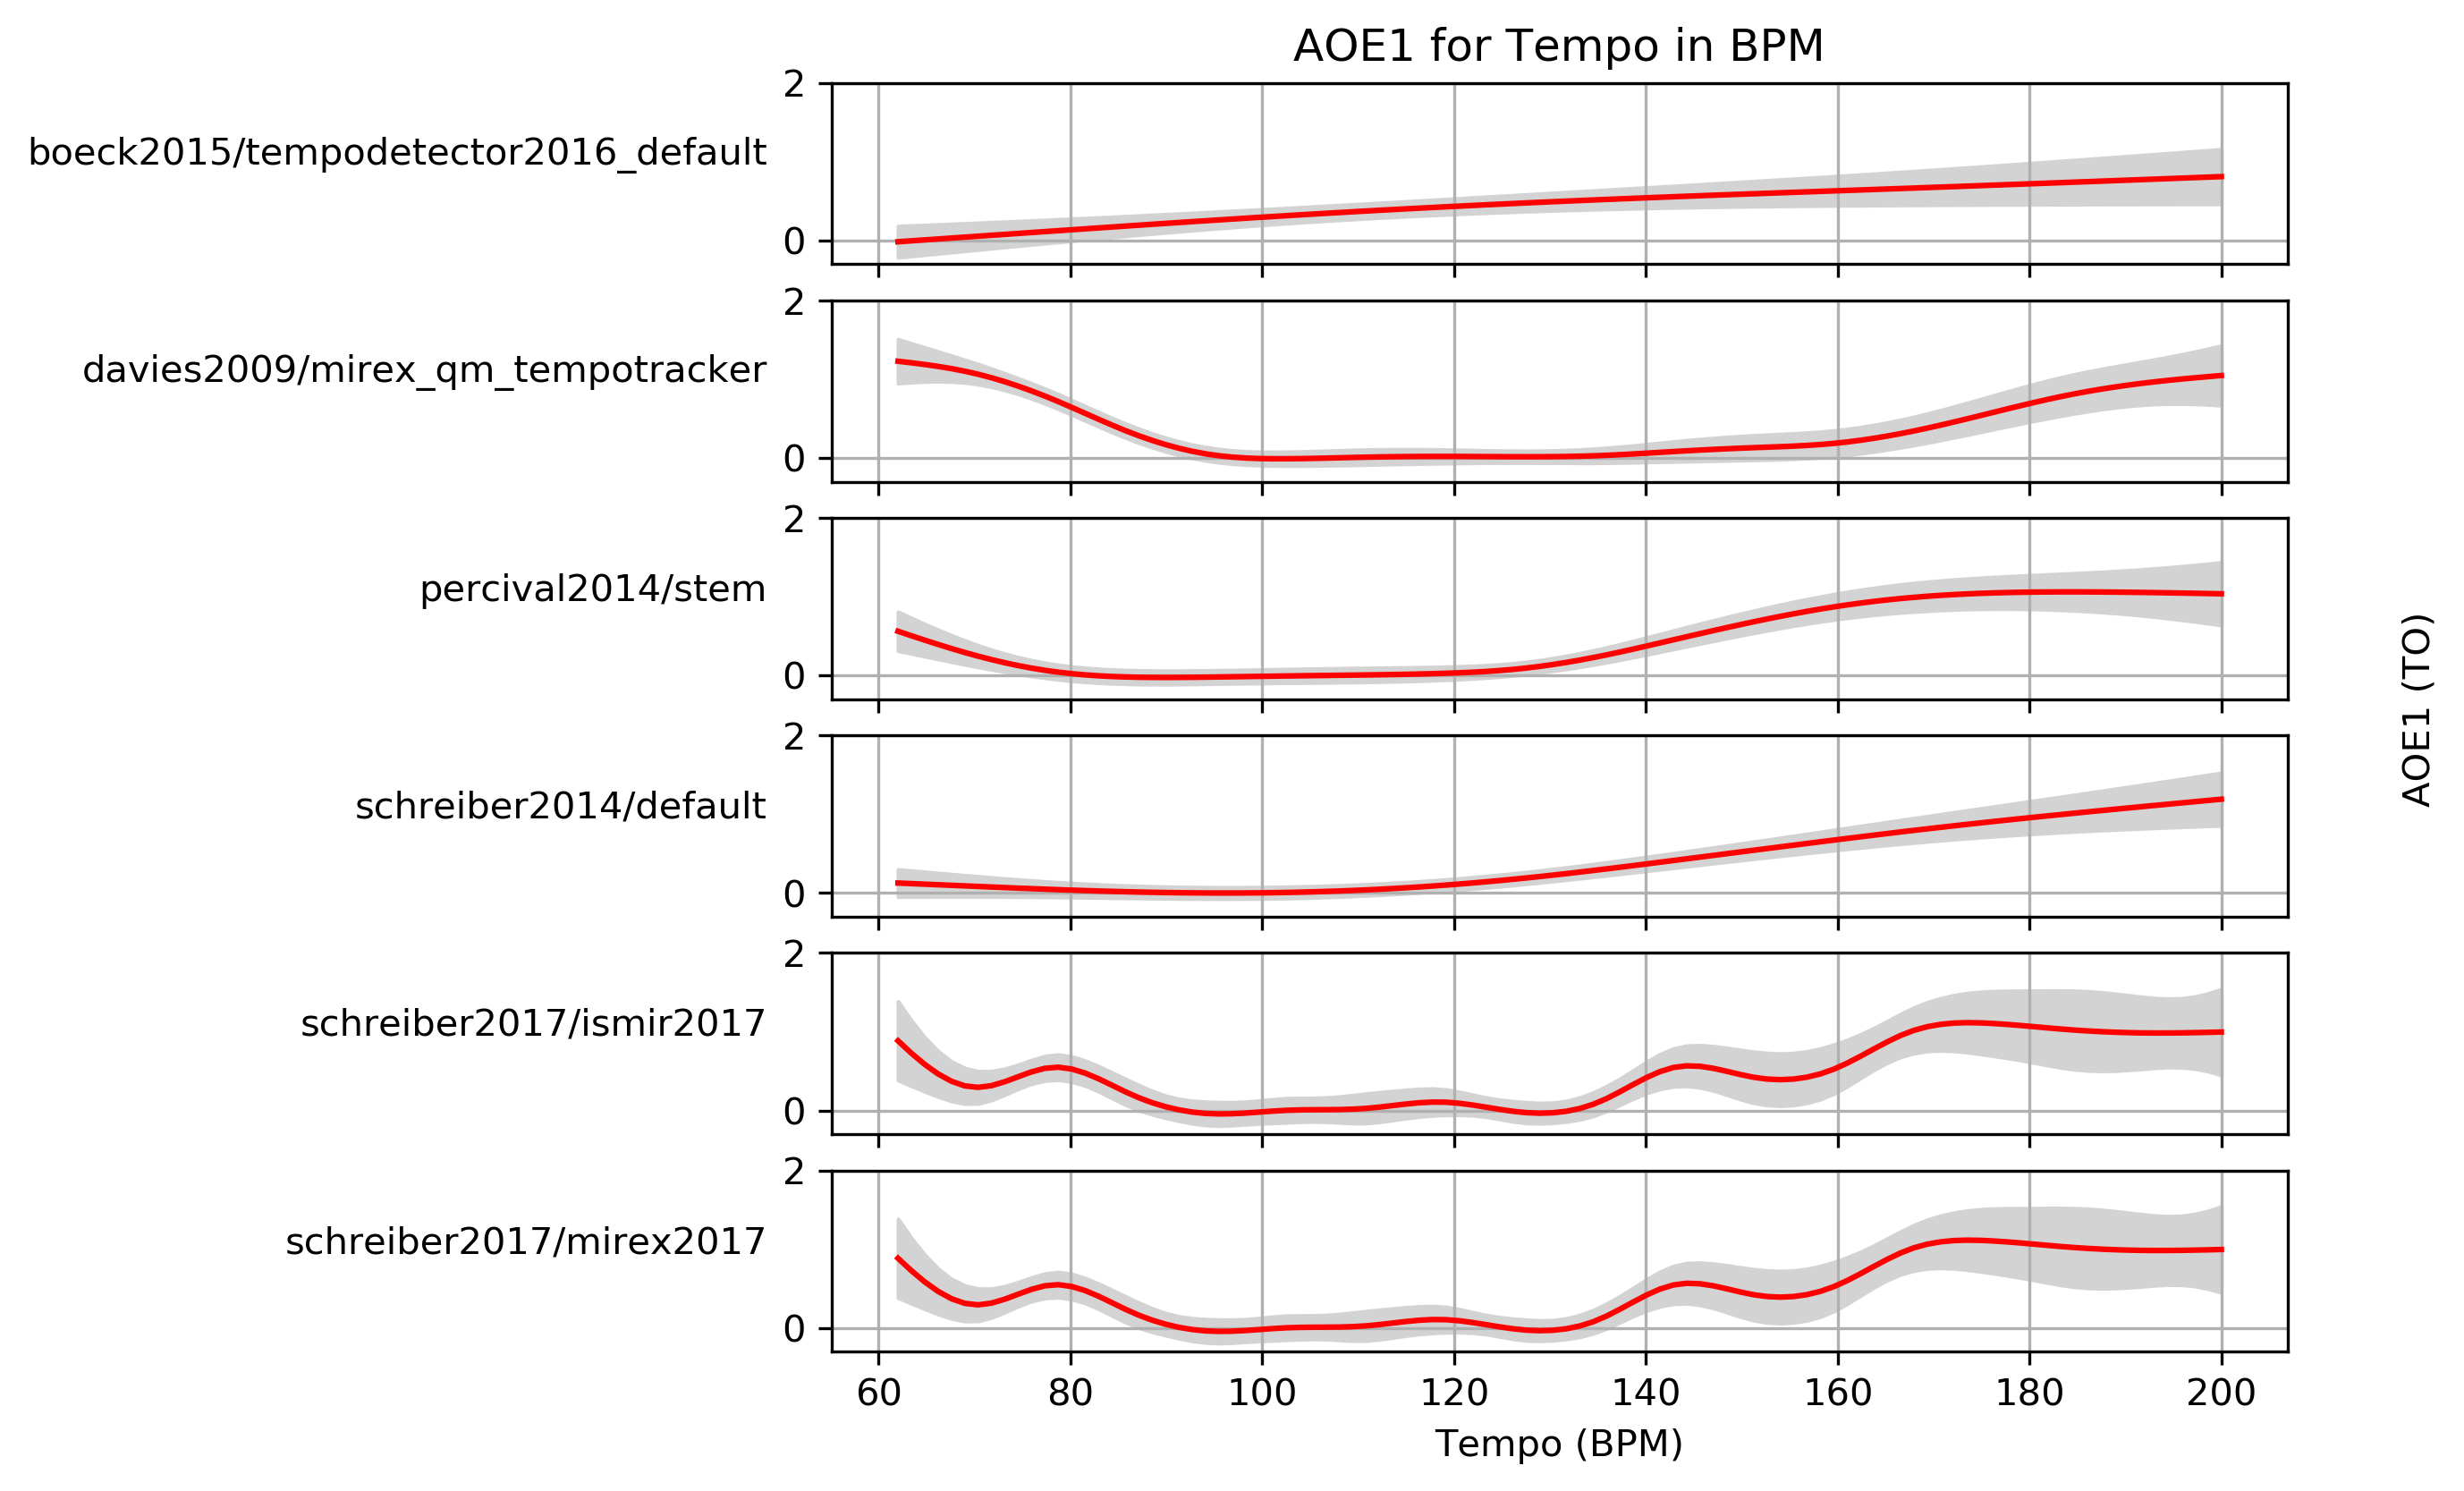 AOE1 for Tempo in BPM
2
boeck2015/tempodetector2016_default
0
2
davies2009/mirex_qm_tempotracker
0
2
percival2014/stem
0
AOE1 (TO)
2
schreiber2014/default
0
2
schreiber2017/ismir2017
0
2
schreiber2017/mirex2017
0
60 80 100 120 140 160 180 200
Tempo (BPM)